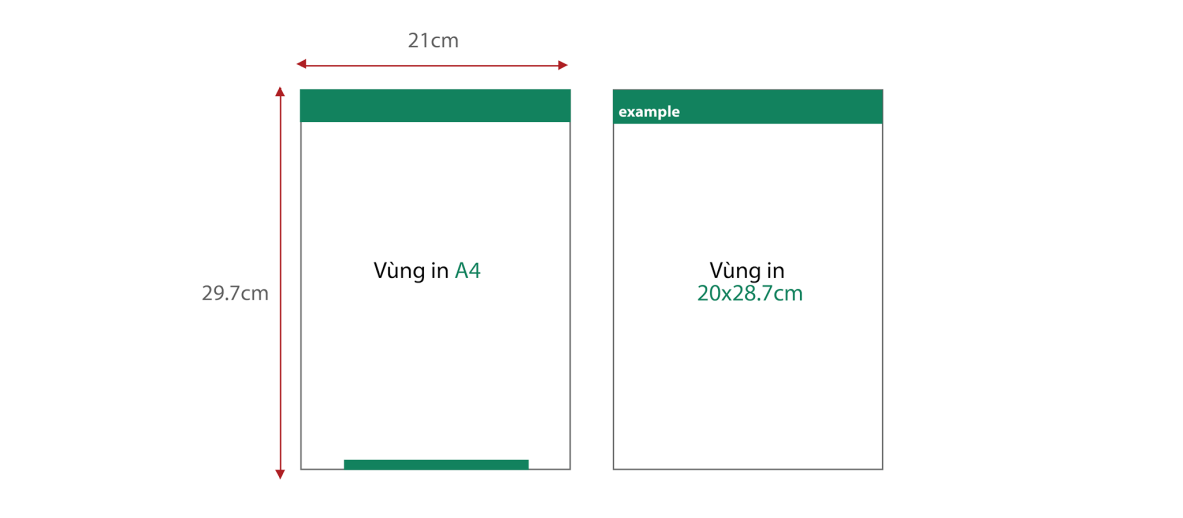 21cm
29.7cm
example
Vùng in A4
Vùng in
20x28.7cm